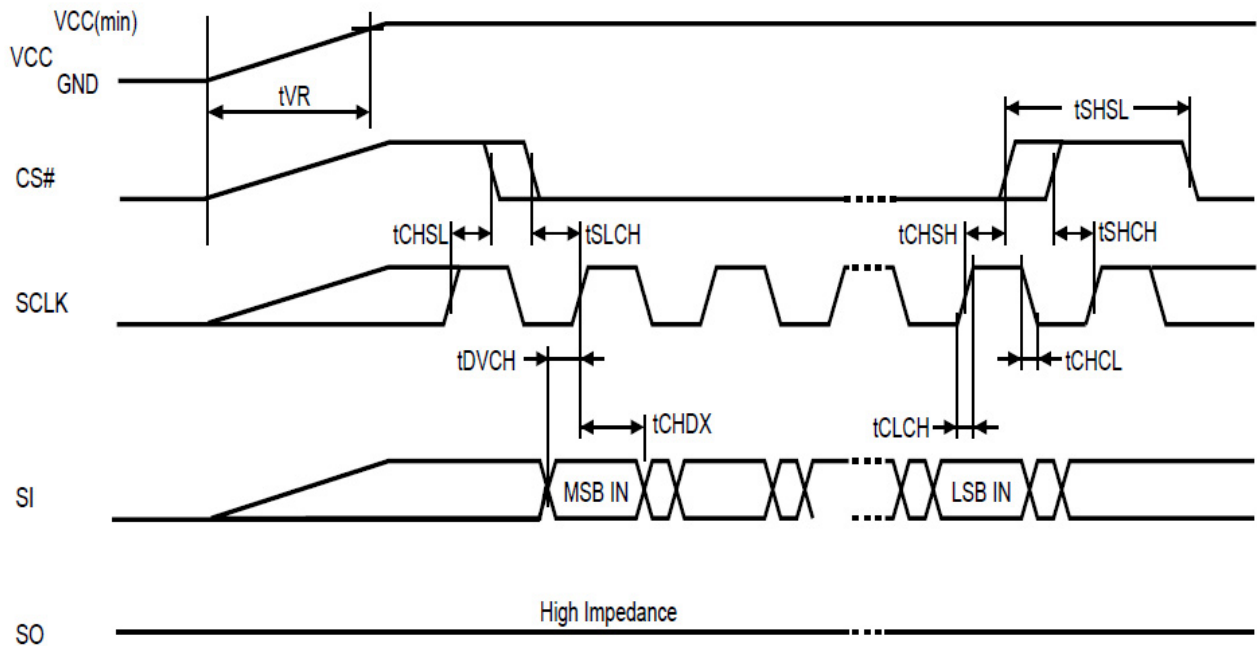 VCC(min)
VCC
GND
tVR
tSHSL
CS#
tCHSL
tSLCH
tCHSH
tSHCH
SCLK
tDVCH
tCHCL
tCHDX
tCLCH
SI
MSB IN
LSB IN
High Impedance
SO